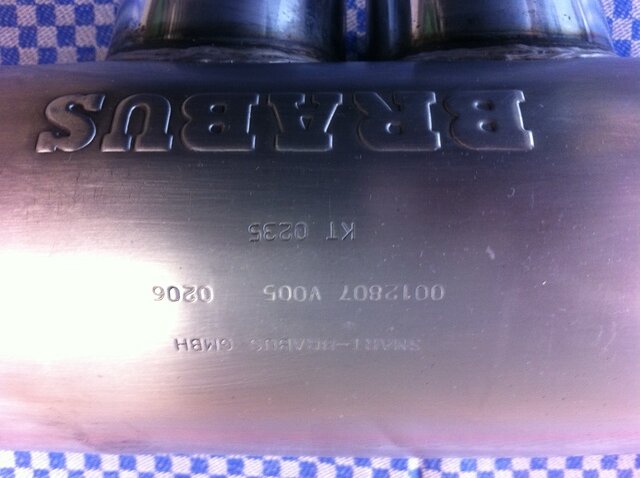 SMART-BRABUS GMBH
0012807 V005 0206
KT 0235
BRABUS